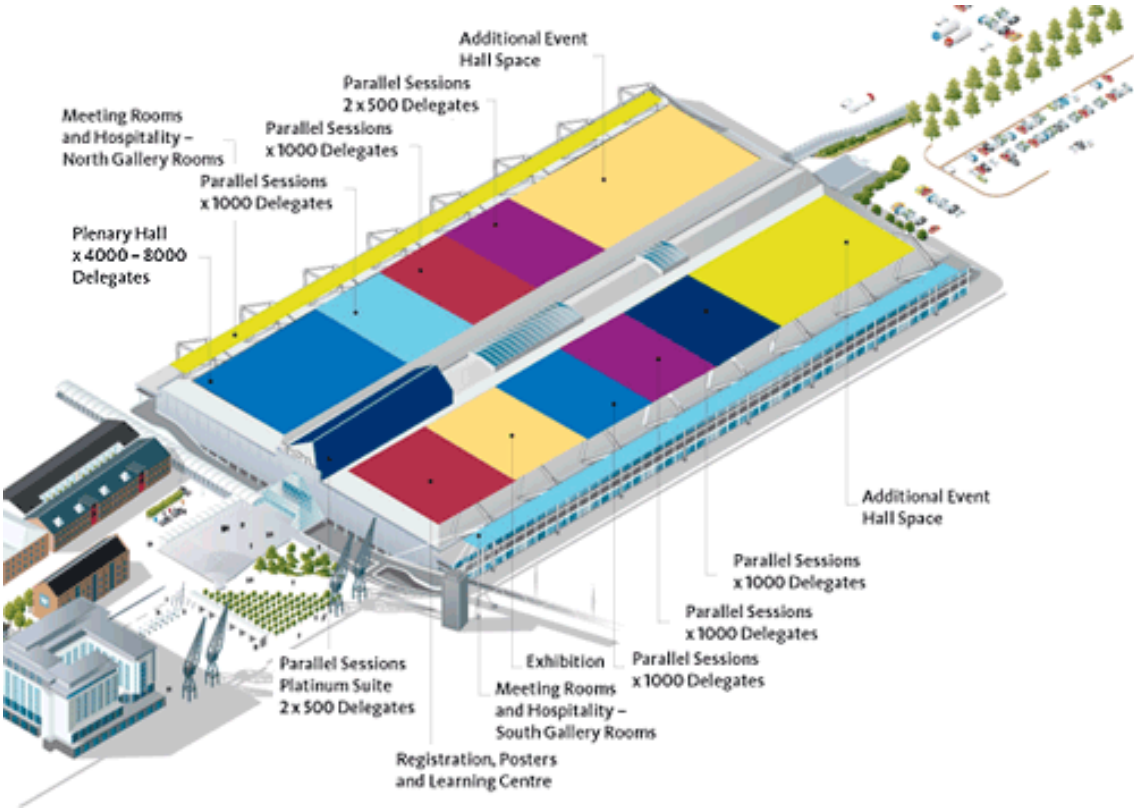 Additional Event
Hall Space
Parallel Sessions
2 x 500 Delegates
Meeting Rooms
and Hospitality –
North Gallery Rooms
Parallel Sessions
x 1000 Delegates
Parallel Sessions
x 1000 Delegates
Plenary Hall
x 4000 – 8000
Delegates
Additional Event
Hall Space
Parallel Sessions
x 1000 Delegates
Parallel Sessions
x 1000 Delegates
Parallel Sessions
x 1000 Delegates
Exhibition
Meeting Rooms
and Hospitality –
South Gallery Rooms
Parallel Sessions
Platinum Suite
2 x 500 Delegates
Registration, Posters
and Learning Centre